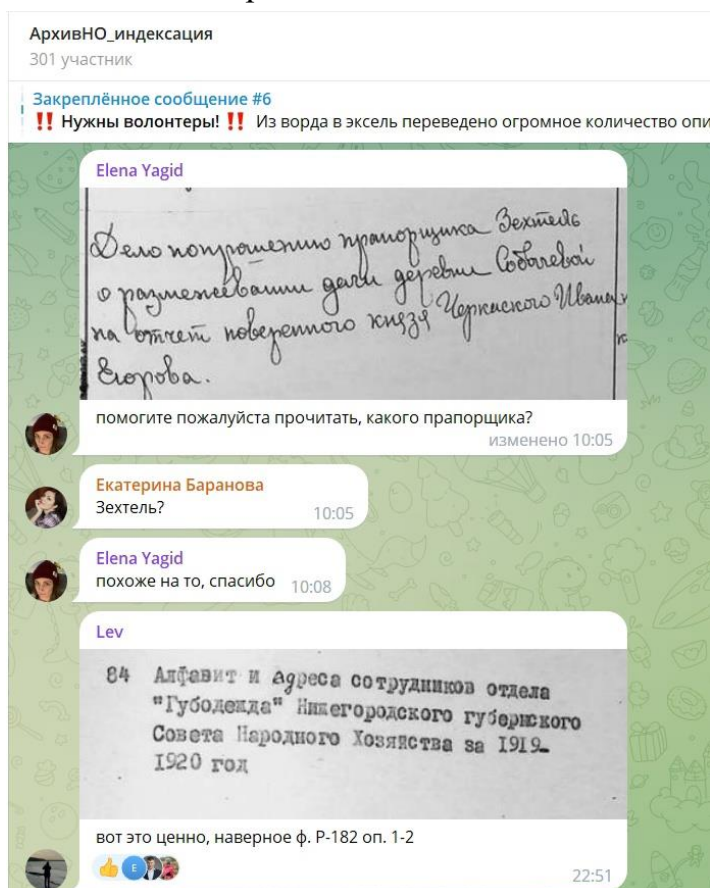 АрхивНО_индексация
301 участник
Закреплённое сообщение #6
‼ Нужны волонтеры! ‼ Из ворда в эксель переведено огромное количество опи
Elena Yagid
Дело по прошению прапорщика Зехтель
о размежевании дачи деревни Соболевой
на отчет поверенного князя Черкаского Ивана
Егорова.
помогите пожалуйста прочитать, какого прапорщика?
изменено 10:05
Екатерина Баранова
Зехтель?
10:05
Elena Yagid
похоже на то, спасибо 10:08
Lev
84 Алфавит и адреса сотрудников отдела
"Губодежда" Нижегородского губернского
Совета Народного Хозяйства за 1919-
1920 год
вот это ценно, наверное ф. Р-182 оп. 1-2
22:51